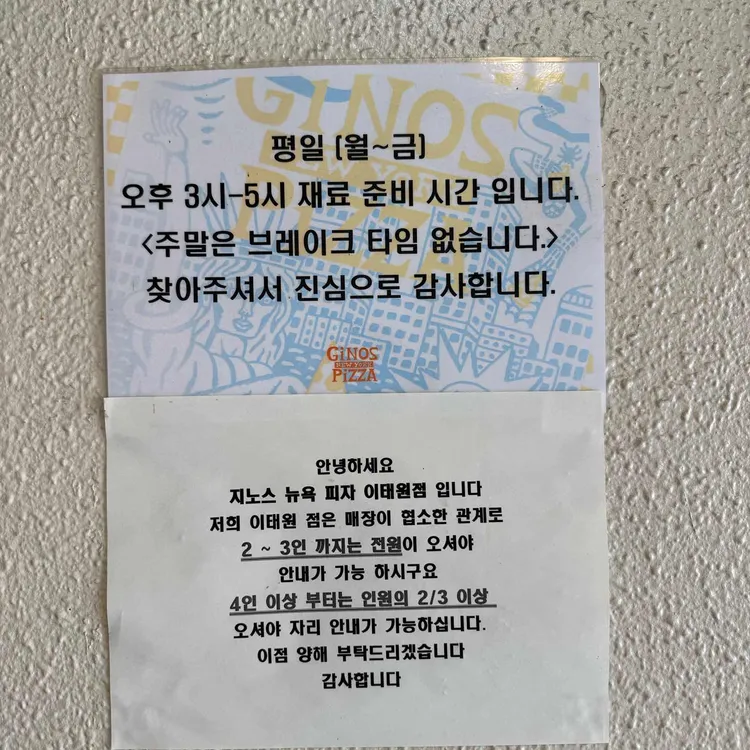 GINOS
NEW YORK
PIZZA
평일 (월~금)
오후 3시-5시 재료 준비 시간 입니다.
<주말은 브레이크 타임 없습니다.>
찾아주셔서 진심으로 감사합니다.
GiNOS
NEW YORK
PiZZA
안녕하세요
지노스 뉴욕 피자 이태원점 입니다
저희 이태원 점은 매장이 협소한 관계로
2 ~ 3인 까지는 전원이 오셔야
안내가 가능 하시구요
4인 이상 부터는 인원의 2/3 이상
오셔야 자리 안내가 가능하십니다.
이점 양해 부탁드리겠습니다
감사합니다